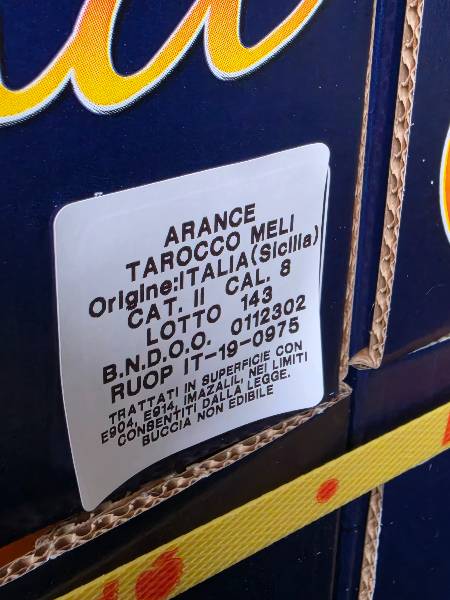 ARANCE
TAROCCO MELI
Origine:ITALIA(Sicilia)
CAT. II CAL. 8
LOTTO 143
B.N.D.O.O. 0112302
RUOP IT-19-0975
TRATTATI IN SUPERFICIE CON
E904, E914, IMAZALIL, NEI LIMITI
CONSENTITI DALLA LEGGE.
BUCCIA NON EDIBILE